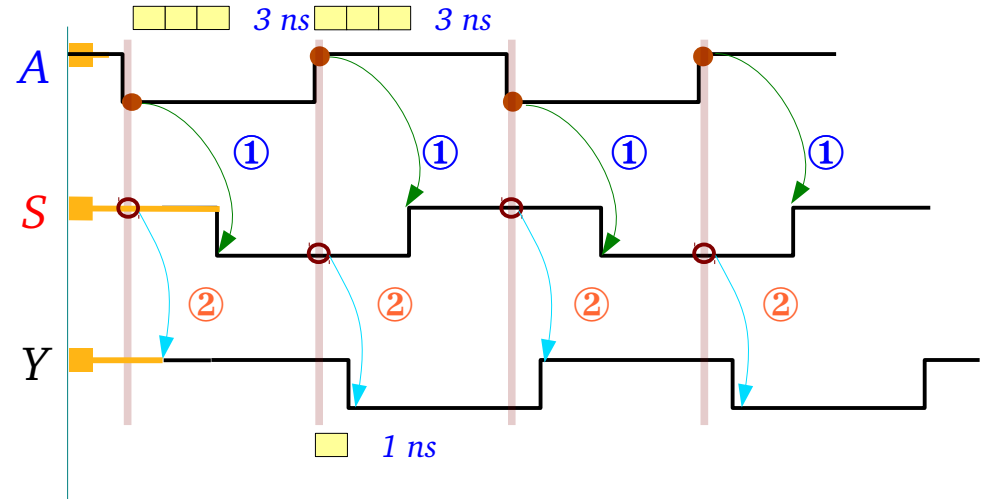 3 ns 3 ns
A
① ① ① ①
S
② ② ② ②
Y
1 ns